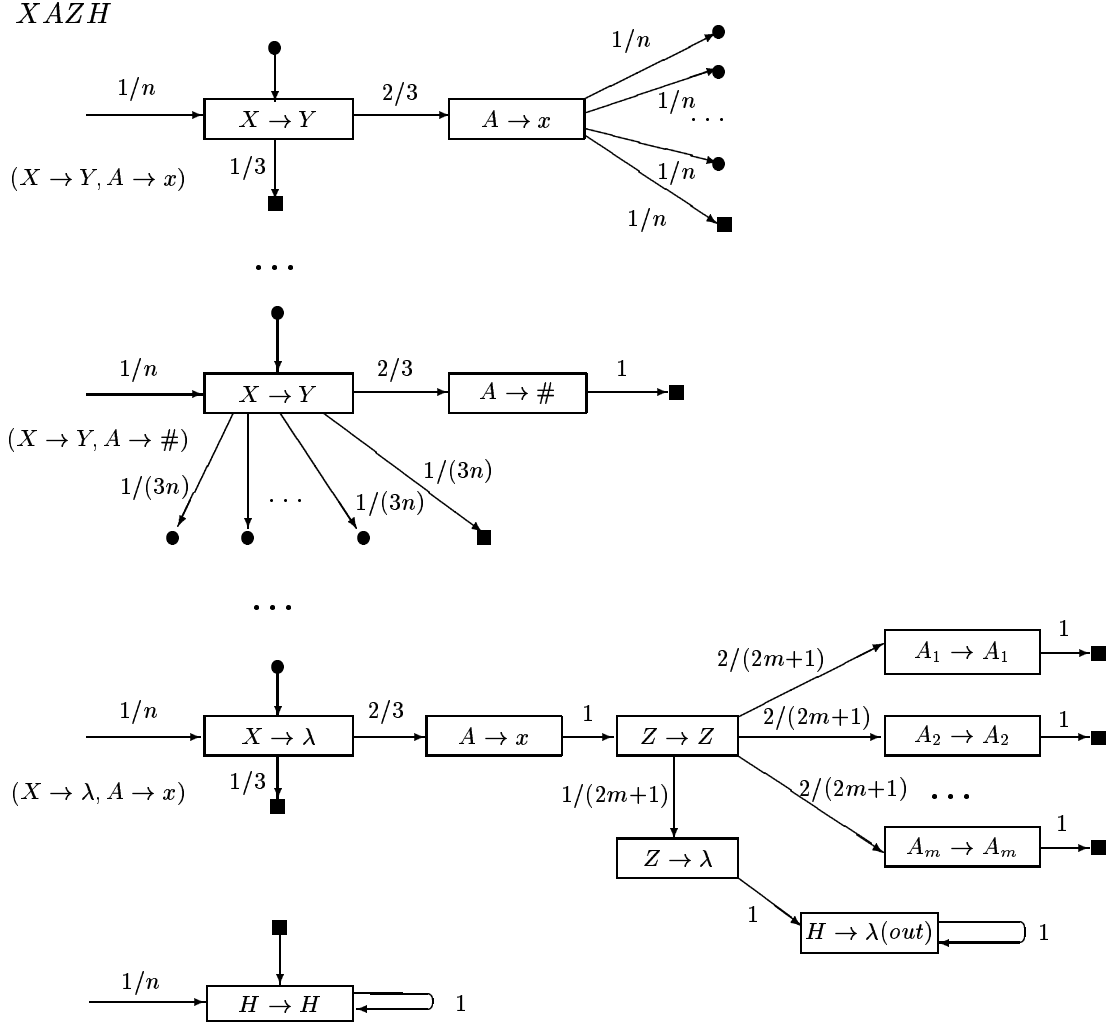 XAZH
1/n
1/n X → Y 2/3 A → x 1/n
. . .
1/3 1/n
(X → Y, A → x)
1/n
. . .
1/n X → Y 2/3 A → # 1
(X → Y, A → #)
1/(3n) . . . 1/(3n) 1/(3n)
. . .
2/(2m+1) A₁ → A₁ 1
1/n X → λ 2/3 A → x 1 Z → Z 2/(2m+1) A₂ → A₂ 1
(X → λ, A → x) 1/3 1/(2m+1) 2/(2m+1) . . .
Z → λ Aₘ → Aₘ 1
1 H → λ(out) 1
1/n H → H 1